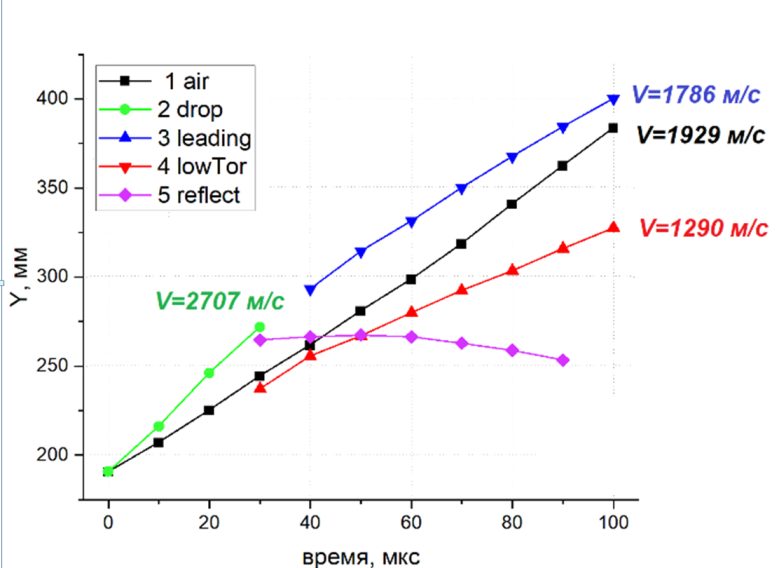 1 air
2 drop
3 leading
4 lowTor
5 reflect
V=1786 м/с
V=1929 м/с
V=1290 м/с
V=2707 м/с
400
350
300
250
200
Y, мм
0
20
40
60
80
100
время, мкс